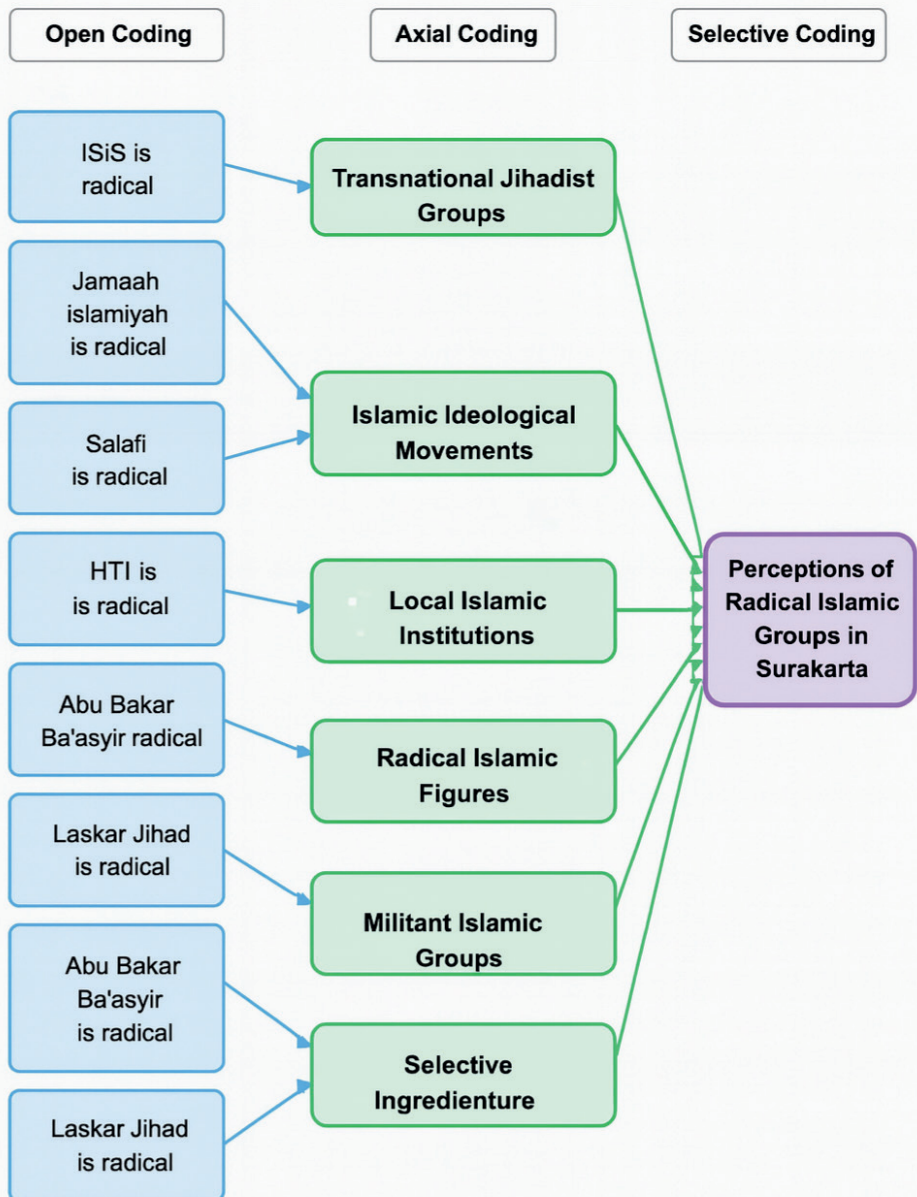 Open Coding
Axial Coding
Selective Coding
ISiS is
radical
Jamaah
islamiyah
is radical
Salafi
is radical
HTI is
is radical
Abu Bakar
Ba'asyir radical
Laskar Jihad
is radical
Abu Bakar
Ba'asyir
is radical
Laskar Jihad
is radical
Transnational Jihadist
Groups
Islamic Ideological
Movements
Local Islamic
Institutions
Radical Islamic
Figures
Militant Islamic
Groups
Selective
Ingredienture
Perceptions of
Radical Islamic
Groups in
Surakarta